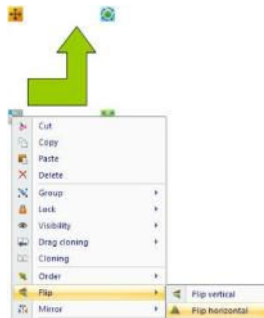 Cut
Copy
Paste
Delete
Group
Lock
Visibility
Drag cloning
Cloning
Order
Flip
Flip vertical
Mirror
Flip horizontal